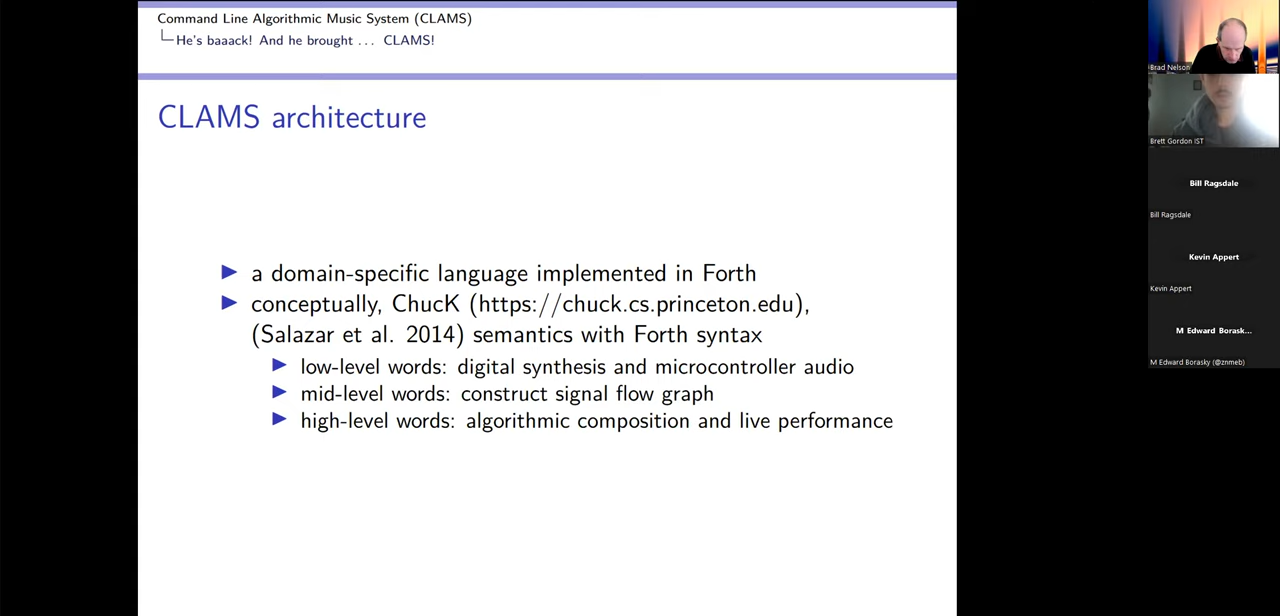 Command Line Algorithmic Music System (CLAMS)
He's baaack! And he brought ... CLAMS!
CLAMS architecture
a domain-specific language implemented in Forth
conceptually, ChucK (https://chuck.cs.princeton.edu),
(Salazar et al. 2014) semantics with Forth syntax
low-level words: digital synthesis and microcontroller audio
mid-level words: construct signal flow graph
high-level words: algorithmic composition and live performance
Brad Nelson
Brett Gordon IST
Bill Ragsdale
Bill Ragsdale
Kevin Appert
Kevin Appert
M Edward Borask...
M Edward Borasky (@znmeb)